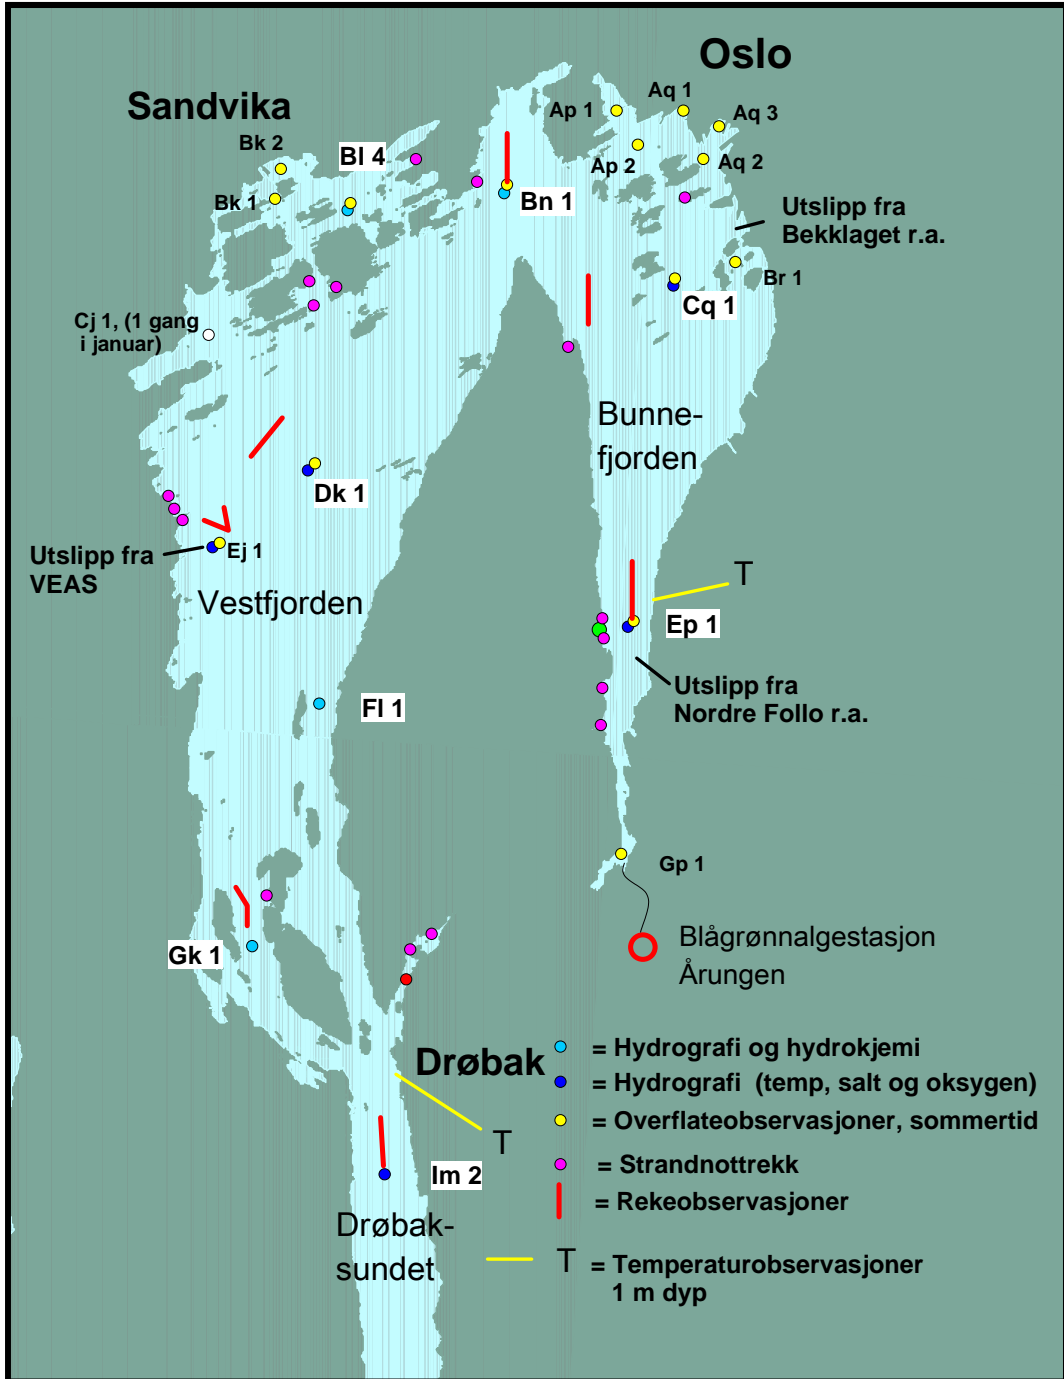 Oslo
Sandvika
Aq 1
Ap 1
Aq 3
Bk 2
Bl 4
Ap 2
Aq 2
Bk 1
Bn 1
Utslipp fra
Bekklaget r.a.
Br 1
Cq 1
Cj 1, (1 gang
i januar)
Bunne-
fjorden
Dk 1
Utslipp fra
VEAS
Ej 1
T
Vestfjorden
Ep 1
Utslipp fra
Nordre Follo r.a.
Fl 1
Gp 1
Gk 1
Blågrønnalgestasjon
Årungen
Drøbak
= Hydrografi og hydrokjemi
= Hydrografi (temp, salt og oksygen)
= Overflateobservasjoner, sommertid
T
= Strandnottrekk
Im 2
= Rekeobservasjoner
Drøbak-
sundet
T = Temperaturobservasjoner
1 m dyp